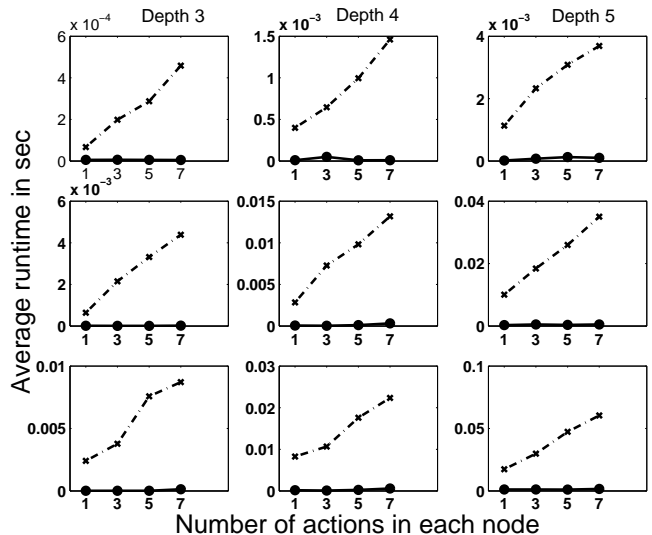 Depth 3 Depth 4 Depth 5
x 10⁻⁴ x 10⁻³ x 10⁻³
6 1.5 4
4 1 2
2 0.5 0
0 0
1 3 5 7 1 3 5 7 1 3 5 7
x 10⁻³
6 0.015 0.04
4 0.01 0.02
2 0.005 0
0 0
1 3 5 7 1 3 5 7 1 3 5 7
0.01 0.03 0.1
0.005 0.02 0.05
0 0.01 0
0
1 3 5 7 1 3 5 7 1 3 5 7
Average runtime in sec
Number of actions in each node